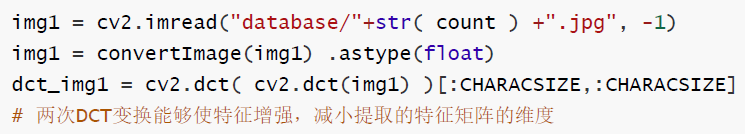 img1 = cv2.imread("database/"+str( count ) +".jpg", -1)
img1 = convertImage(img1) .astype(float)
dct_img1 = cv2.dct( cv2.dct(img1) )[:CHARACSIZE,:CHARACSIZE]
# 两次DCT变换能够使特征增强，减小提取的特征矩阵的维度